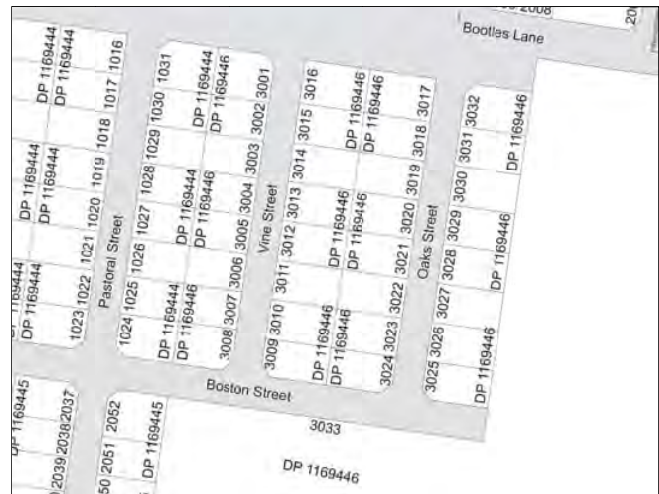 2008
Bootles Lane
DP 1169444
DP 1169444
1016
1017
1018
1019
1020
1021
1022
1023
DP 1169444
DP 1169444
DP 1169444
Pastoral Street
1031
1030
1029
1028
1027
1026
1025
1024
DP 1169444
DP 1169446
DP 1169444
DP 1169446
DP 1169444
DP 1169446
3001
3002
3003
3004
3005
3006
3007
3008
Vine Street
3016
3015
3014
3013
3012
3011
3010
3009
DP 1169446
DP 1169446
DP 1169446
DP 1169446
DP 1169446
DP 1169446
3017
3018
3019
3020
3021
3022
3023
3024
Oaks Street
3032
3031
3030
3029
3028
3027
3026
3025
DP 1169446
DP 1169446
DP 1169446
Boston Street
3033
DP 1169446
2037
2038
2039
2052
2051
DP 1169445